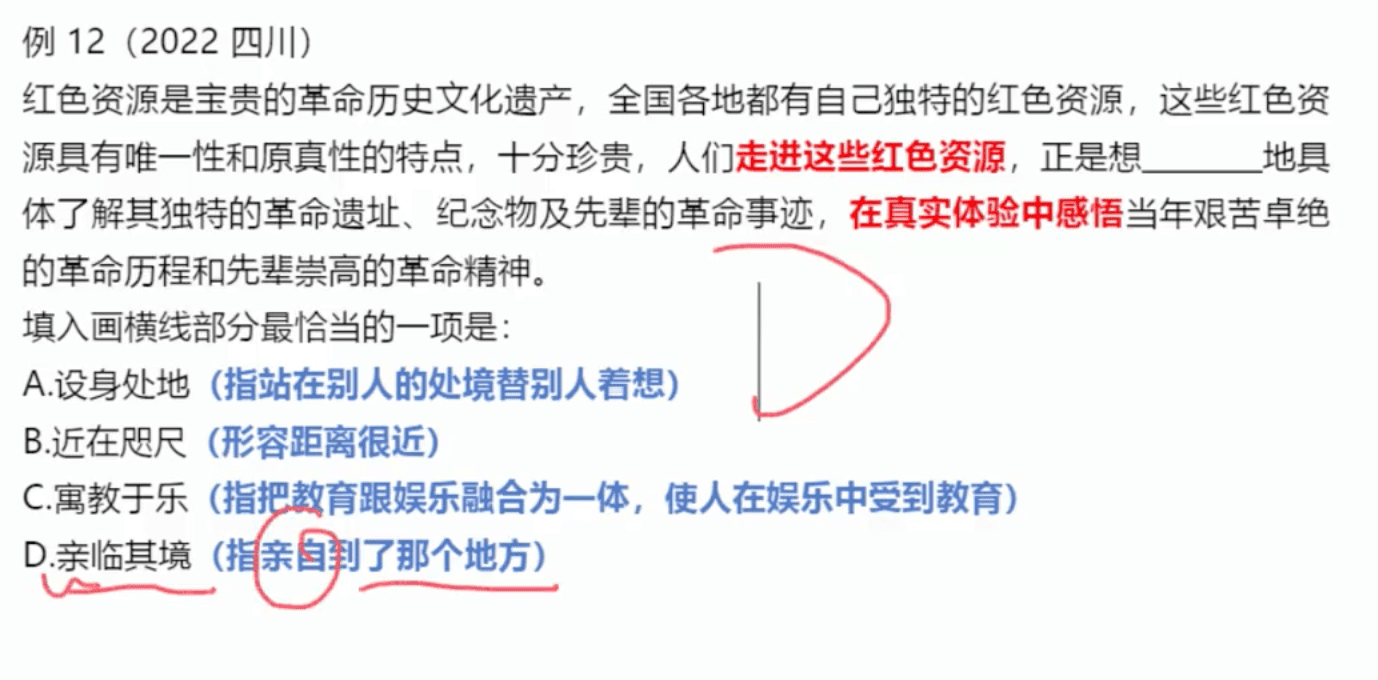 例 12（2022 四川）
红色资源是宝贵的革命历史文化遗产，全国各地都有自己独特的红色资源，这些红色资
源具有唯一性和原真性的特点，十分珍贵，人们走进这些红色资源，正是想_______地具
体了解其独特的革命遗址、纪念物及先辈的革命事迹，在真实体验中感悟当年艰苦卓绝
的革命历程和先辈崇高的革命精神。
填入画横线部分最恰当的一项是：
A.设身处地（指站在别人的处境替别人着想）
B.近在咫尺（形容距离很近）
C.寓教于乐（指把教育跟娱乐融合为一体，使人在娱乐中受到教育）
D.亲临其境（指亲自到了那个地方）
D